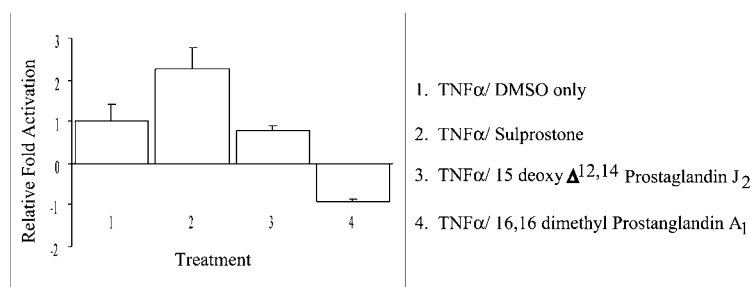 Relative Fold Activation
3
2
1
0
-1
-2
1 2 3 4
Treatment
1. TNFα/ DMSO only
2. TNFα/ Sulprostone
3. TNFα/ 15 deoxy Δ12,14 Prostaglandin J2
4. TNFα/ 16,16 dimethyl Prostanglandin A1